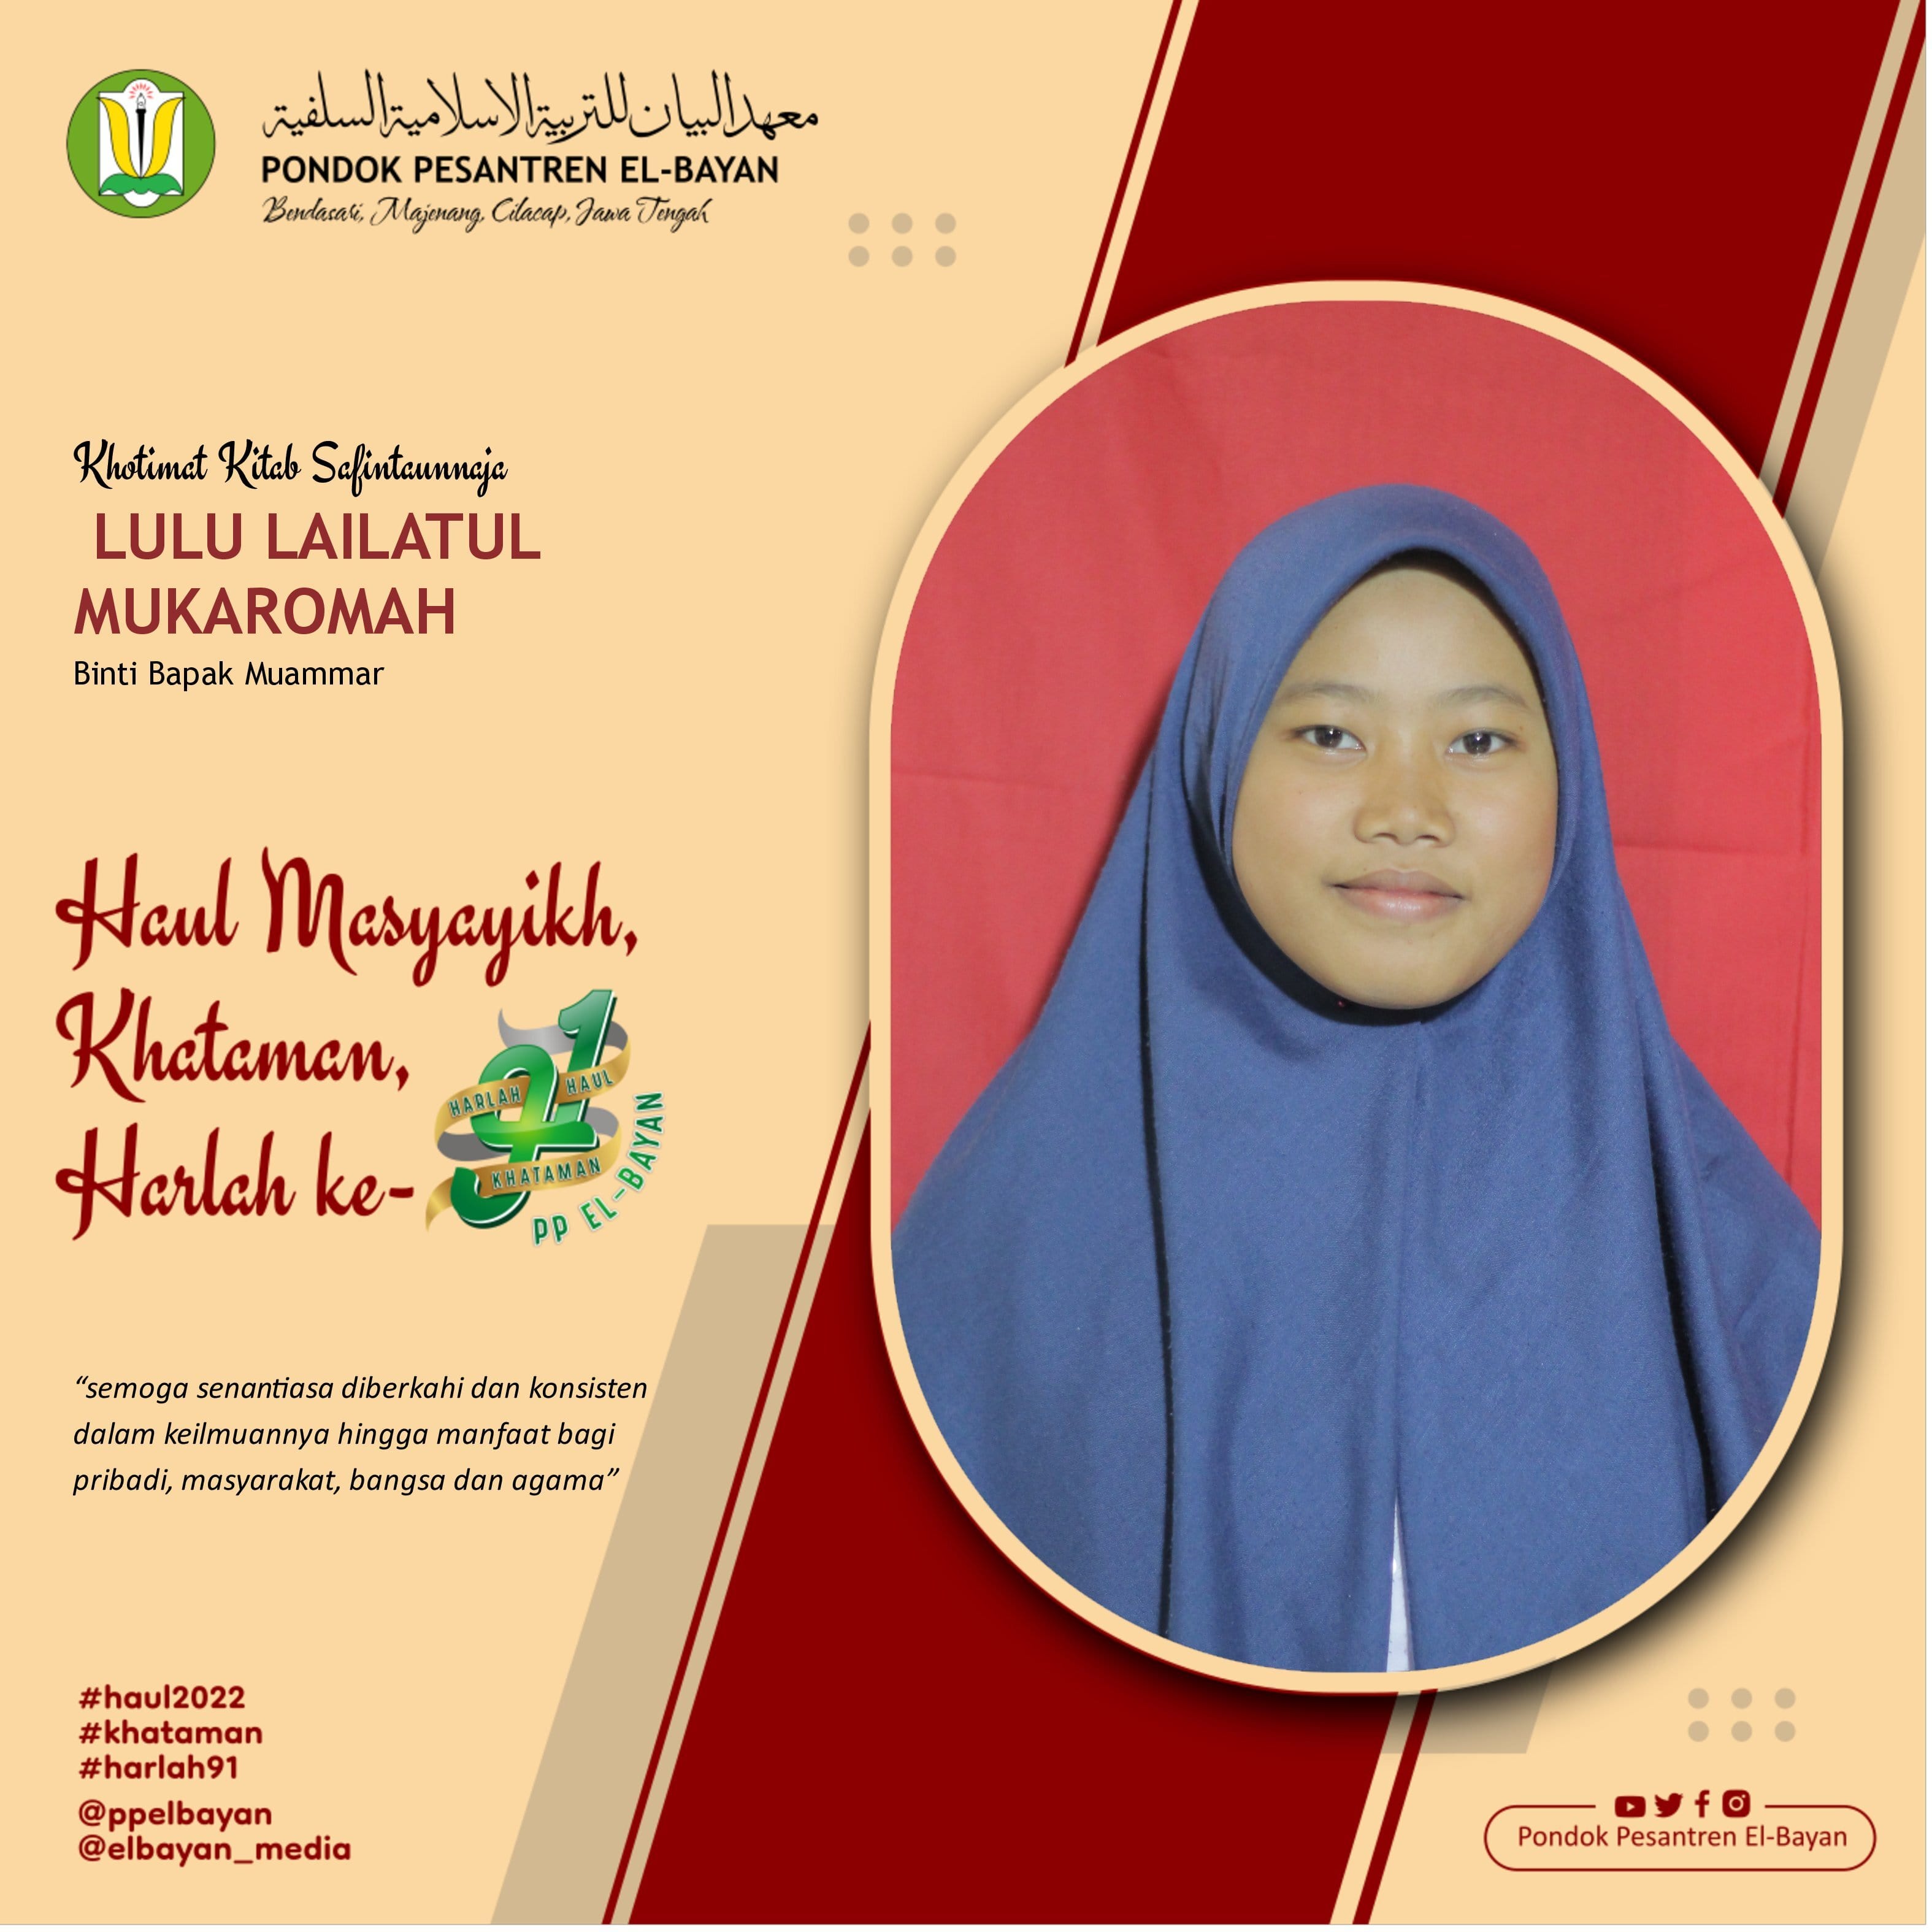 معهد البيان للتربية الاسلامية السلفية
PONDOK PESANTREN EL-BAYAN
Bendasari, Majenang, Cilacap, Jawa Tengah
Khotimat Kitab Safintaunnaja
LULU LAILATUL
MUKAROMAH
Binti Bapak Muammar
Haul Masyayikh,
Khataman,
Harlah ke-
91
HARLAH HAUL
KHATAMAN
PP EL-BAYAN
“semoga senantiasa diberkahi dan konsisten
dalam keilmuannya hingga manfaat bagi
pribadi, masyarakat, bangsa dan agama”
#haul2022
#khataman
#harlah91
@ppelbayan
@elbayan_media
Pondok Pesantren El-Bayan